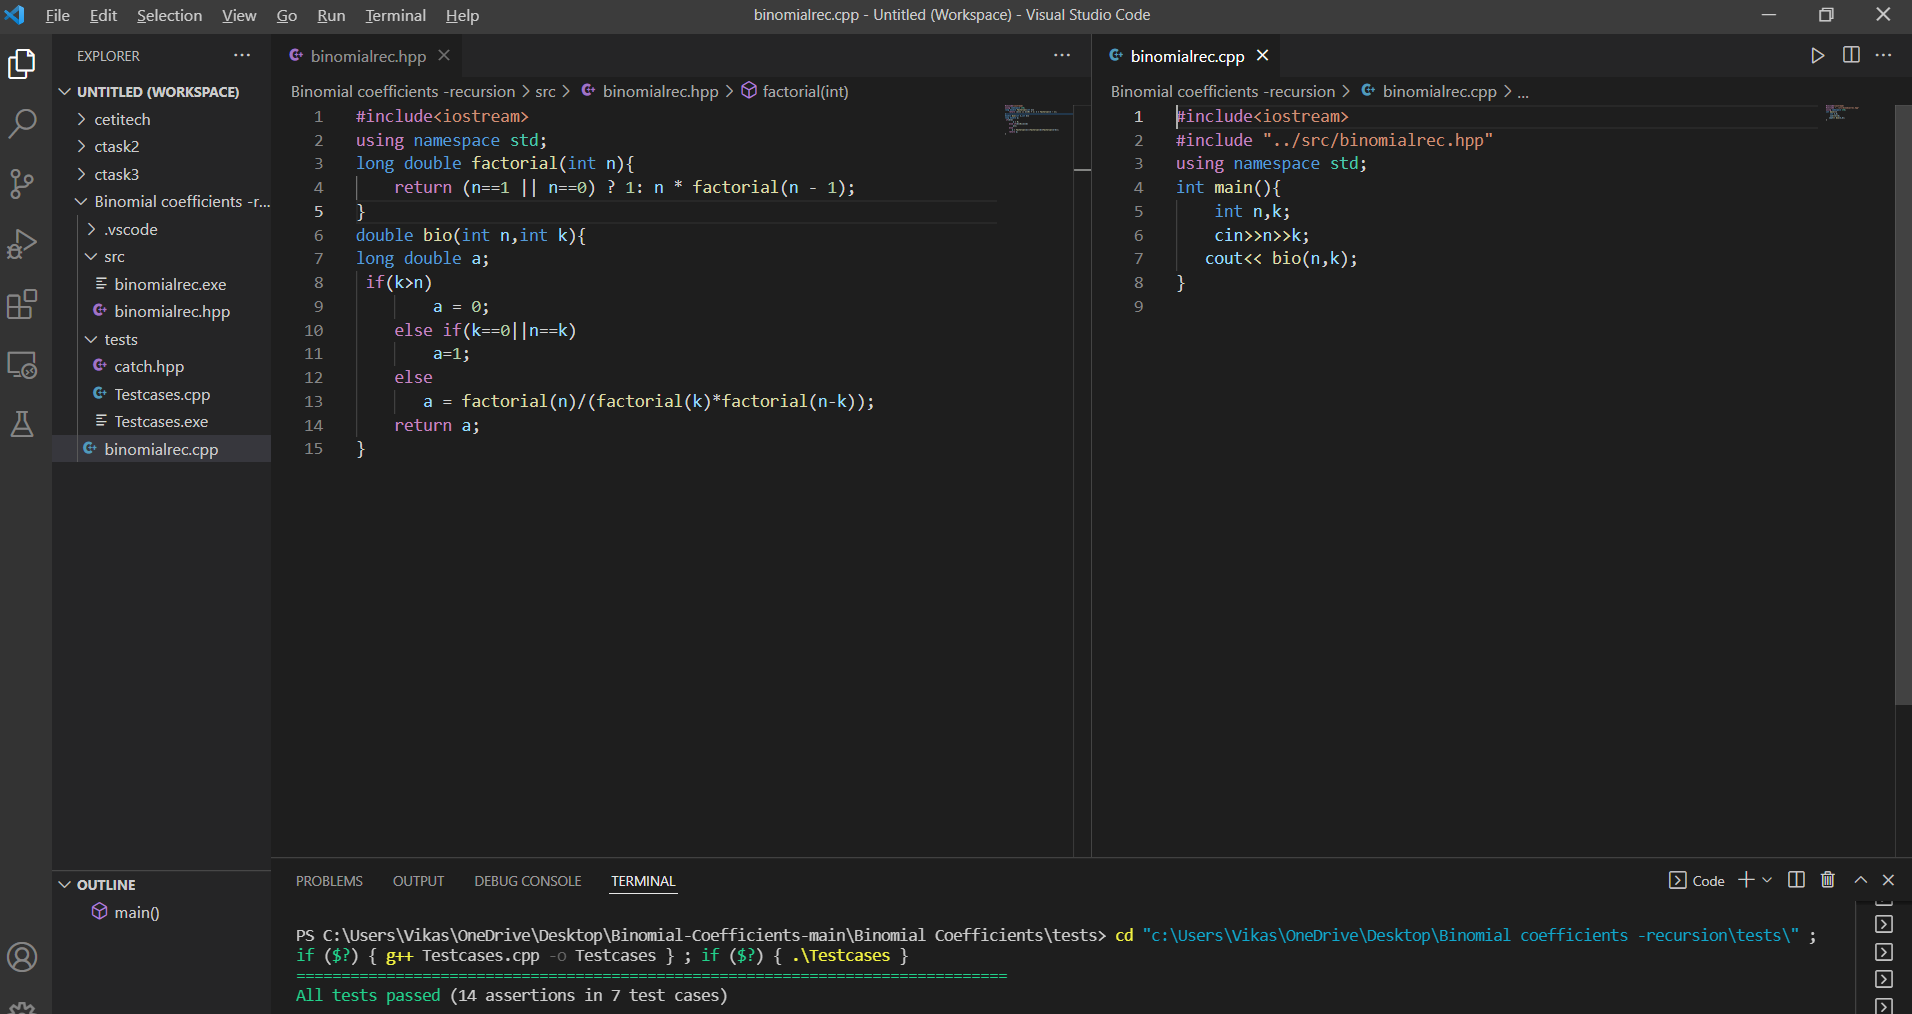 File Edit Selection View Go Run Terminal Help
binomialrec.cpp - Untitled (Workspace) - Visual Studio Code
EXPLORER
UNTITLED (WORKSPACE)
cetitech
ctask2
ctask3
Binomial coefficients -r...
.vscode
src
binomialrec.exe
binomialrec.hpp
tests
catch.hpp
Testcases.cpp
Testcases.exe
binomialrec.cpp
OUTLINE
main()
binomialrec.hpp
Binomial coefficients -recursion > src > binomialrec.hpp > factorial(int)
1 #include<iostream>
2 using namespace std;
3 long double factorial(int n){
4     return (n==1 || n==0) ? 1: n * factorial(n - 1);
5 }
6 double bio(int n,int k){
7 long double a;
8  if(k>n)
9         a = 0;
10     else if(k==0||n==k)
11         a=1;
12     else
13        a = factorial(n)/(factorial(k)*factorial(n-k));
14     return a;
15 }
binomialrec.cpp
Binomial coefficients -recursion > binomialrec.cpp > ...
1 #include<iostream>
2 #include "../src/binomialrec.hpp"
3 using namespace std;
4 int main(){
5     int n,k;
6     cin>>n>>k;
7    cout<< bio(n,k);
8 }
9
PROBLEMS OUTPUT DEBUG CONSOLE TERMINAL
Code
PS C:\Users\Vikas\OneDrive\Desktop\Binomial-Coefficients-main\Binomial Coefficients\tests> cd "c:\Users\Vikas\OneDrive\Desktop\Binomial coefficients -recursion\tests\" ;
if ($?) { g++ Testcases.cpp -o Testcases } ; if ($?) { .\Testcases }
===============================================================================
All tests passed (14 assertions in 7 test cases)